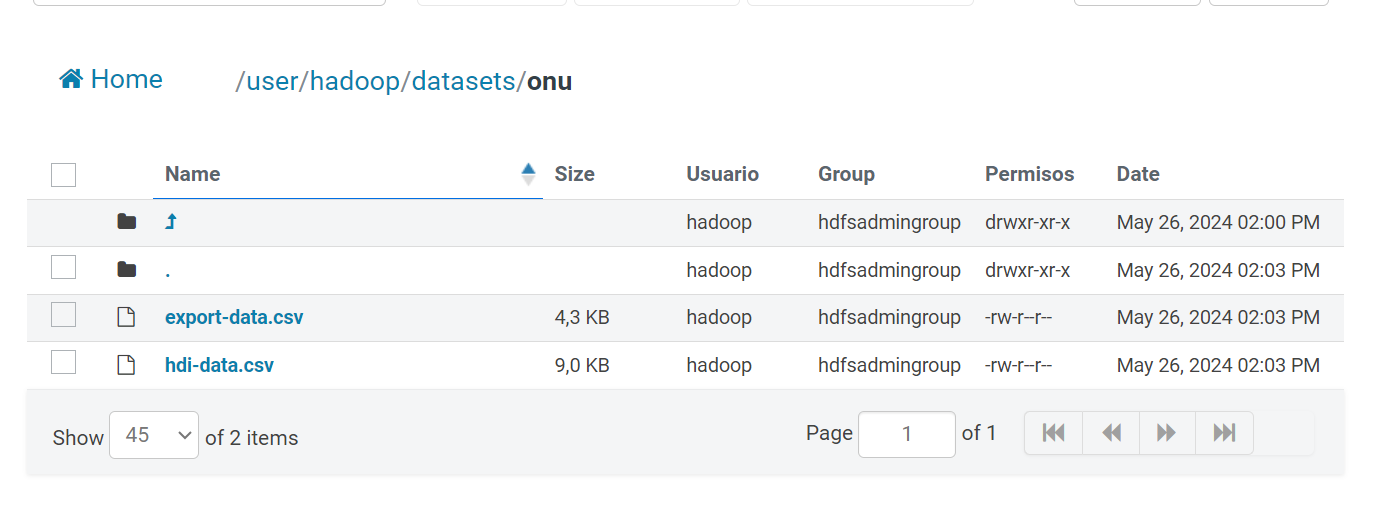 Home /user/hadoop/datasets/onu
Name Size Usuario Group Permisos Date
hadoop hdfsadmingroup drwxr-xr-x May 26, 2024 02:00 PM
. hadoop hdfsadmingroup drwxr-xr-x May 26, 2024 02:03 PM
export-data.csv 4,3 KB hadoop hdfsadmingroup -rw-r--r-- May 26, 2024 02:03 PM
hdi-data.csv 9,0 KB hadoop hdfsadmingroup -rw-r--r-- May 26, 2024 02:03 PM
Show 45 of 2 items Page 1 of 1